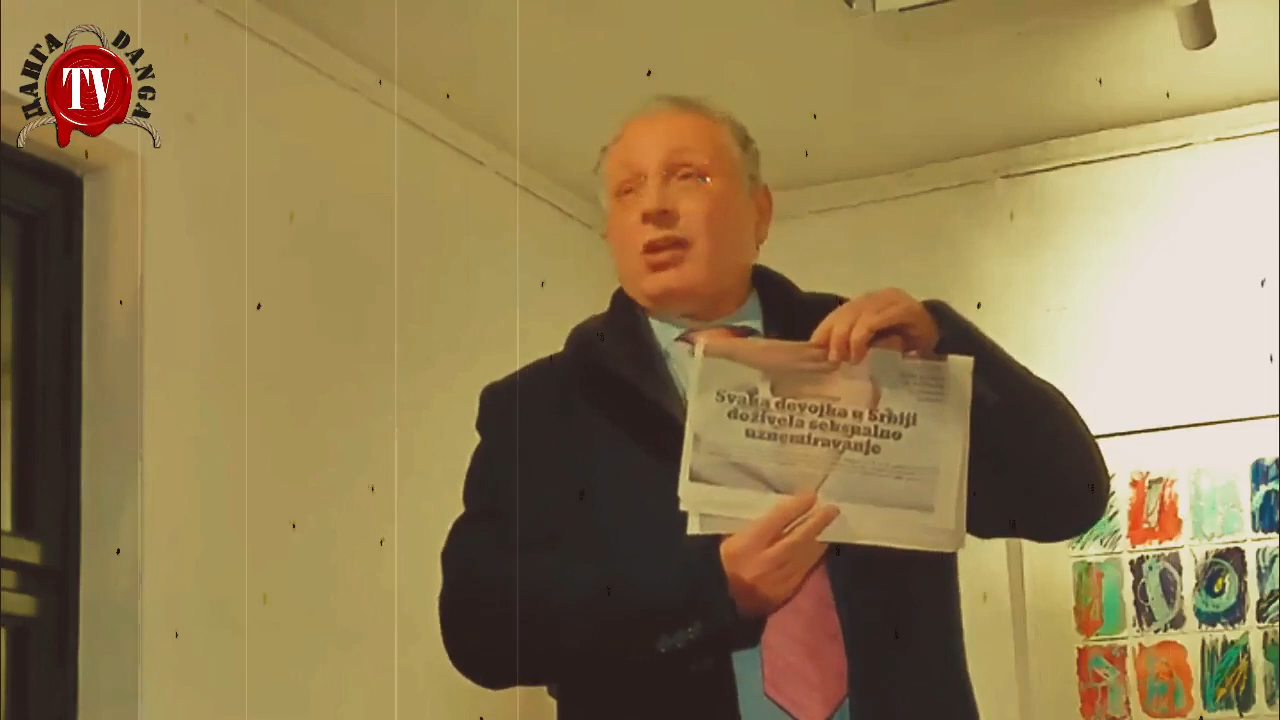 ДАНГА
DANGA
TV
Svaka devojka u Srbiji
doživela seksualno
uznemiravanje